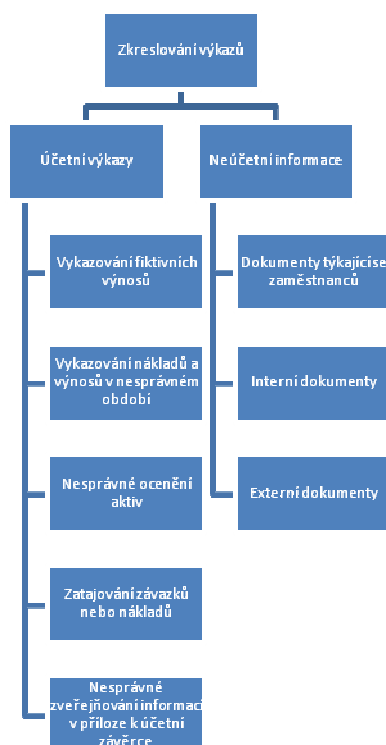 Zkreslování výkazů
Účetní výkazy
Neúčetní informace
Vykazování fiktivních
výnosů
Vykazování nákladů a
výnosů v nesprávném
období
Nesprávné ocenění
aktiv
Zatajování závazků
nebo nákladů
Nesprávné
zveřejňování informací
v příloze k účetní
závěrce
Dokumenty týkající se
zaměstnanců
Interní dokumenty
Externí dokumenty